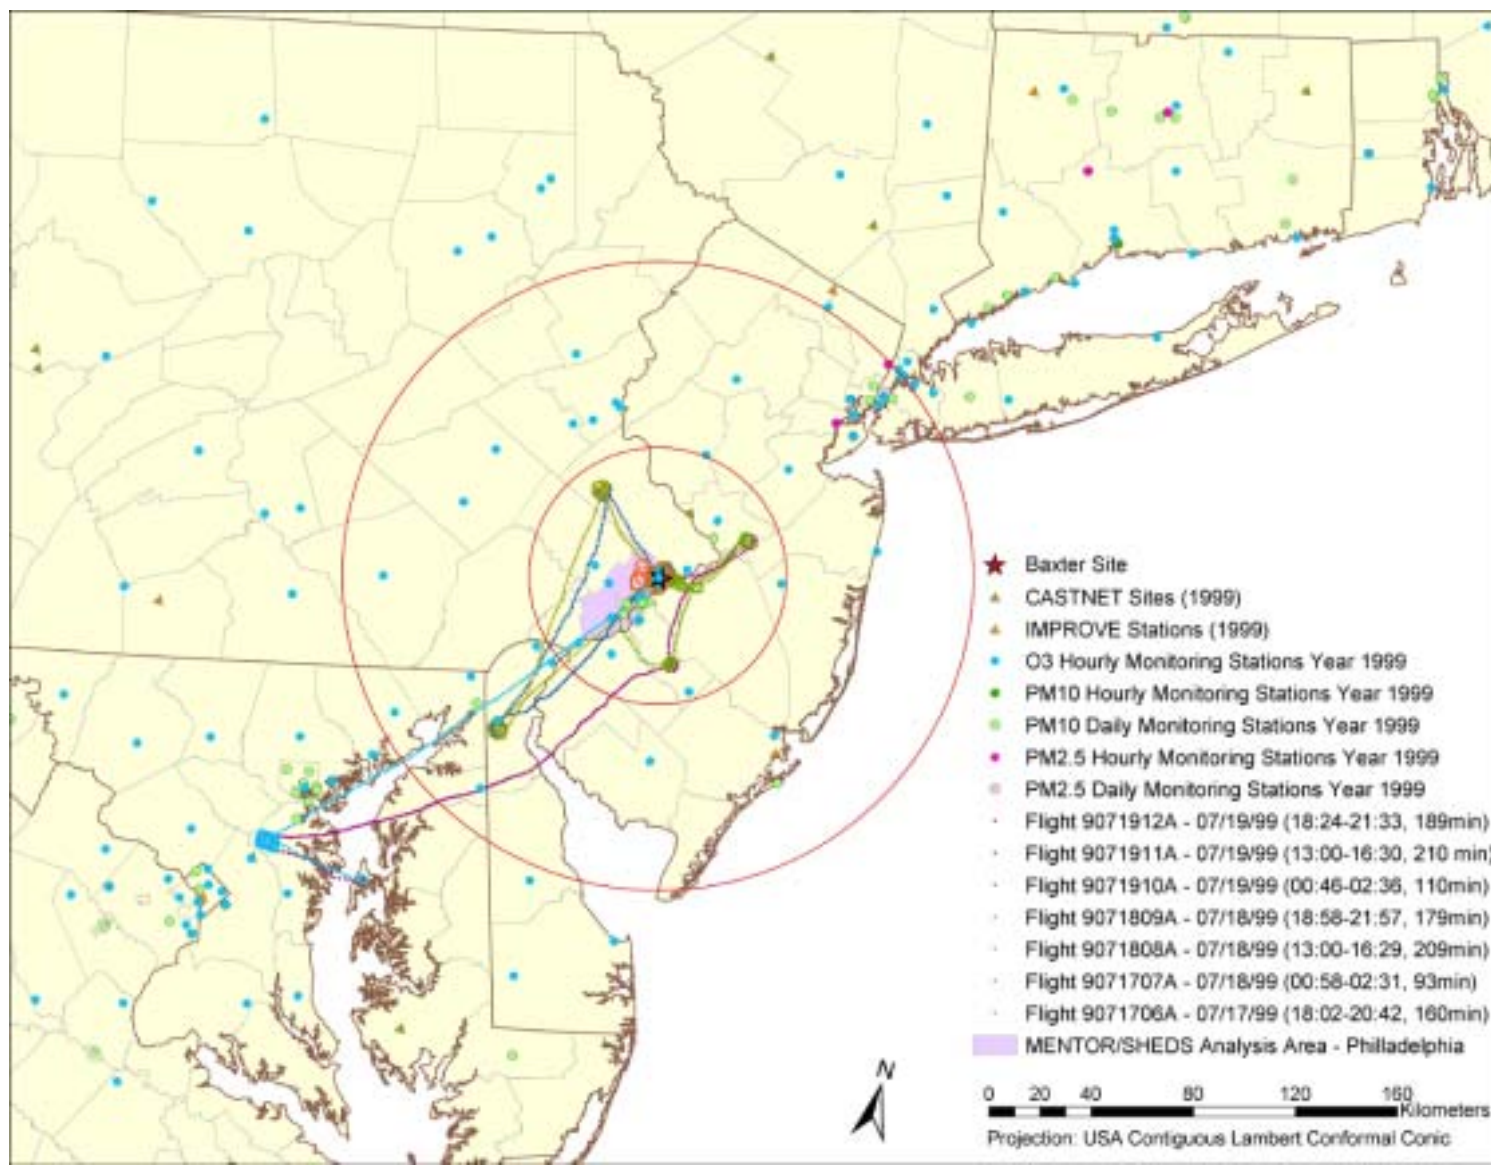 Baxter Site
CASTNET Sites (1999)
IMPROVE Stations (1999)
O3 Hourly Monitoring Stations Year 1999
PM10 Hourly Monitoring Stations Year 1999
PM10 Daily Monitoring Stations Year 1999
PM2.5 Hourly Monitoring Stations Year 1999
PM2.5 Daily Monitoring Stations Year 1999
Flight 9071912A - 07/19/99 (18:24-21:33, 189min)
Flight 9071911A - 07/19/99 (13:00-16:30, 210 min)
Flight 9071910A - 07/19/99 (00:46-02:36, 110min)
Flight 9071809A - 07/18/99 (18:58-21:57, 179min)
Flight 9071808A - 07/18/99 (13:00-16:29, 209min)
Flight 9071707A - 07/18/99 (00:58-02:31, 93min)
Flight 9071706A - 07/17/99 (18:02-20:42, 160min)
MENTOR/SHEDS Analysis Area - Philladelphia
N
0 20 40 80 120 160
Kilometers
Projection: USA Contiguous Lambert Conformal Conic